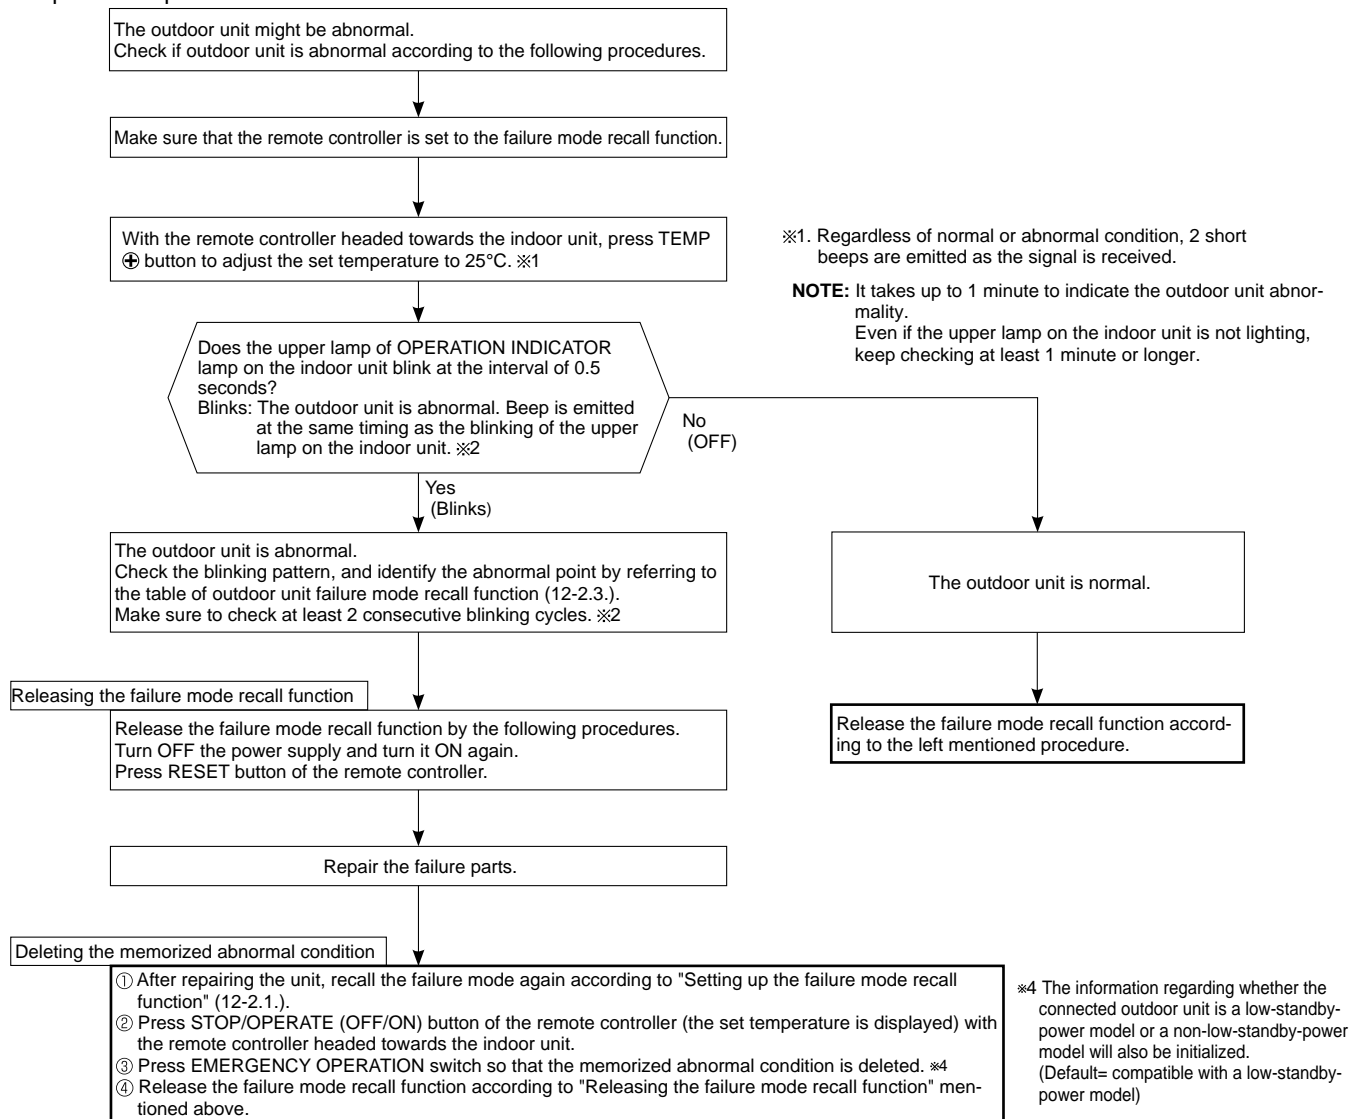 The outdoor unit might be abnormal.
Check if outdoor unit is abnormal according to the following procedures.
Make sure that the remote controller is set to the failure mode recall function.
With the remote controller headed towards the indoor unit, press TEMP
⊕ button to adjust the set temperature to 25°C. ※1
※1. Regardless of normal or abnormal condition, 2 short
beeps are emitted as the signal is received.
NOTE: It takes up to 1 minute to indicate the outdoor unit abnor-
mality.
Even if the upper lamp on the indoor unit is not lighting,
keep checking at least 1 minute or longer.
Does the upper lamp of OPERATION INDICATOR
lamp on the indoor unit blink at the interval of 0.5
seconds?
Blinks: The outdoor unit is abnormal. Beep is emitted
at the same timing as the blinking of the upper
lamp on the indoor unit. ※2
No
(OFF)
Yes
(Blinks)
The outdoor unit is abnormal.
Check the blinking pattern, and identify the abnormal point by referring to
the table of outdoor unit failure mode recall function (12-2.3.).
Make sure to check at least 2 consecutive blinking cycles. ※2
The outdoor unit is normal.
Releasing the failure mode recall function
Release the failure mode recall function by the following procedures.
Turn OFF the power supply and turn it ON again.
Press RESET button of the remote controller.
Release the failure mode recall function accord-
ing to the left mentioned procedure.
Repair the failure parts.
Deleting the memorized abnormal condition
① After repairing the unit, recall the failure mode again according to "Setting up the failure mode recall
function" (12-2.1.).
② Press STOP/OPERATE (OFF/ON) button of the remote controller (the set temperature is displayed) with
the remote controller headed towards the indoor unit.
③ Press EMERGENCY OPERATION switch so that the memorized abnormal condition is deleted. ※4
④ Release the failure mode recall function according to "Releasing the failure mode recall function" men-
tioned above.
※4 The information regarding whether the
connected outdoor unit is a low-standby-
power model or a non-low-standby-power
model will also be initialized.
(Default= compatible with a low-standby-
power model)